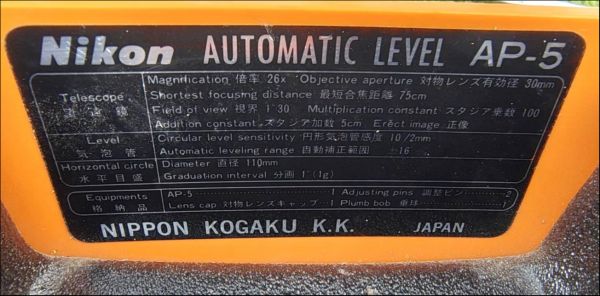 Nikon AUTOMATIC LEVEL AP-5
Telescope
望遠鏡
Magnification 倍率 26x Objective aperture 対物レンズ有効径 30mm
Shortest focusing distance 最短合焦距離 75cm
Field of view 視界 1°30' Multiplication constant スタジア乗数 100
Addition constant スタジア加数 5cm Erect image 正像
Level
気泡管
Circular level sensitivity 円形気泡管感度 10'/2mm
Automatic leveling range 自動補正範囲 ±16'
Horizontal circle
水平目盛
Diameter 直径 110mm
Graduation interval 分画 1°(1g)
Equipments
格納品
AP-5 1 Adjusting pins 調整ピン 2
Lens cap 対物レンズキャップ 1 Plumb bob 垂球 1
NIPPON KOGAKU K.K. JAPAN